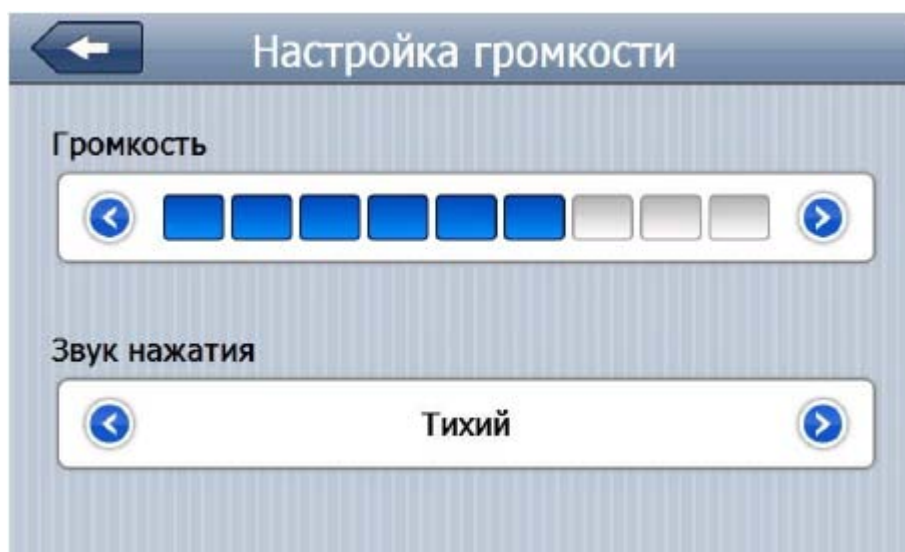 Настройка громкости
Громкость
Звук нажатия
Тихий